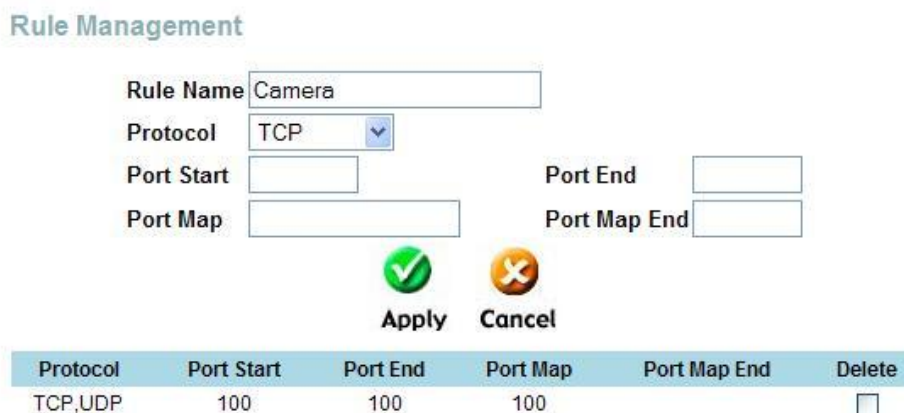 Rule Management
Rule Name Camera
Protocol TCP
Port Start Port End
Port Map Port Map End
Apply Cancel
Protocol Port Start Port End Port Map Port Map End Delete
TCP,UDP 100 100 100